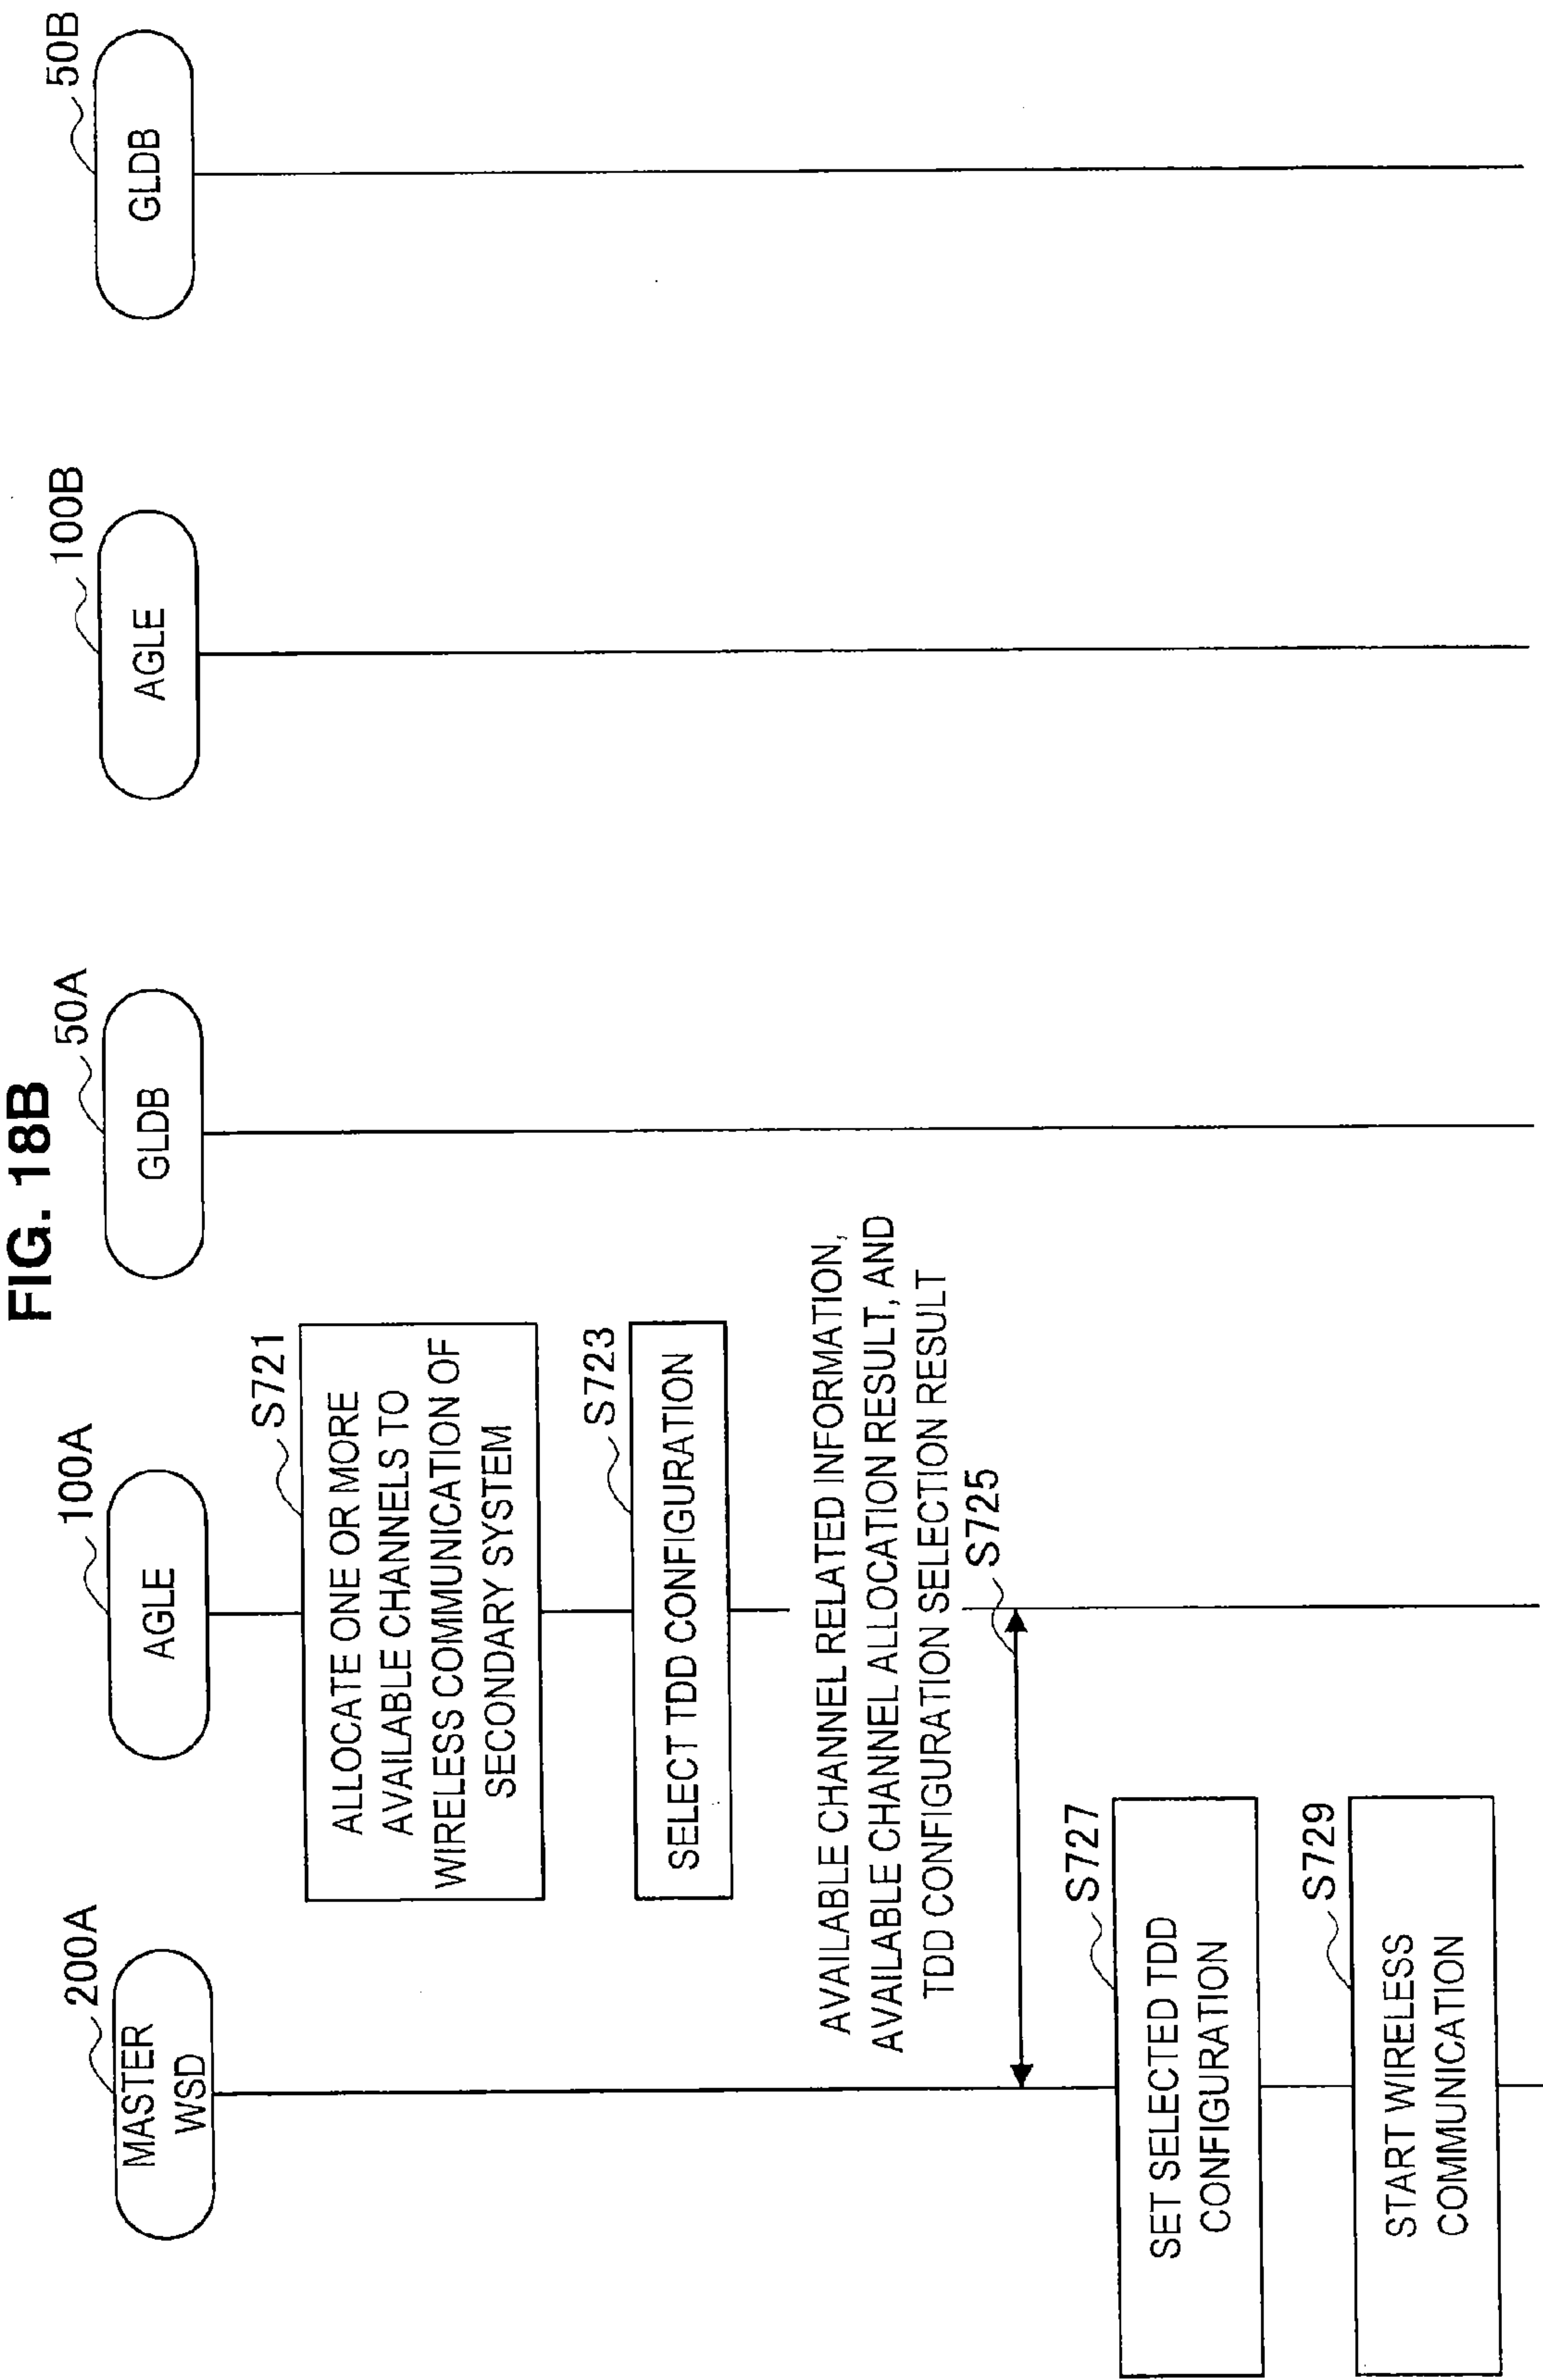 FIG. 18B
200A
MASTER
WSD
100A
AGLE
50A
GLDB
100B
AGLE
50B
GLDB
S721
ALLOCATE ONE OR MORE
AVAILABLE CHANNELS TO
WIRELESS COMMUNICATION OF
SECONDARY SYSTEM
S723
SELECT TDD CONFIGURATION
AVAILABLE CHANNEL RELATED INFORMATION,
AVAILABLE CHANNEL ALLOCATION RESULT, AND
TDD CONFIGURATION SELECTION RESULT
S725
S727
SET SELECTED TDD
CONFIGURATION
S729
START WIRELESS
COMMUNICATION